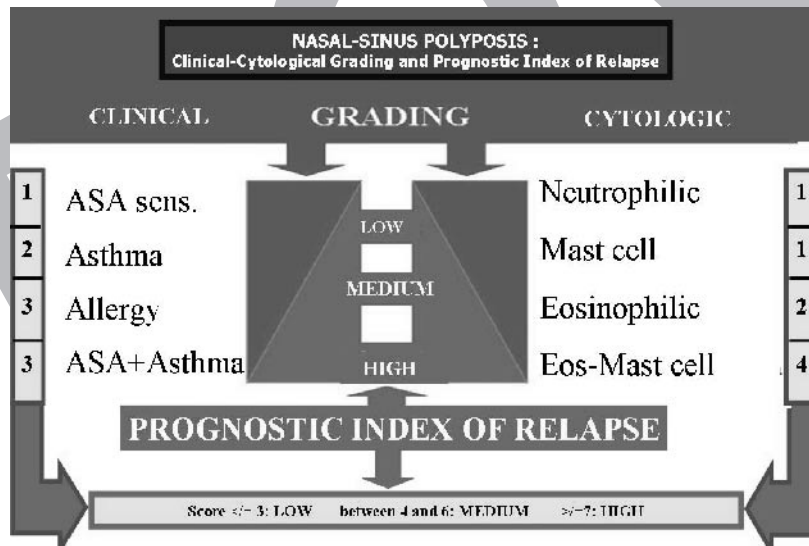 NASAL-SINUS POLYPOSIS :
Clinical-Cytological Grading and Prognostic Index of Relapse
CLINICAL GRADING CYTOLOGIC
1 ASA sens. Neutrophilic 1
LOW
2 Asthma Mast cell 1
MEDIUM
3 Allergy Eosinophilic 2
3 ASA+Asthma HIGH Eos-Mast cell 4
PROGNOSTIC INDEX OF RELAPSE
Score </= 3: LOW between 4 and 6: MEDIUM >/=7: HIGH